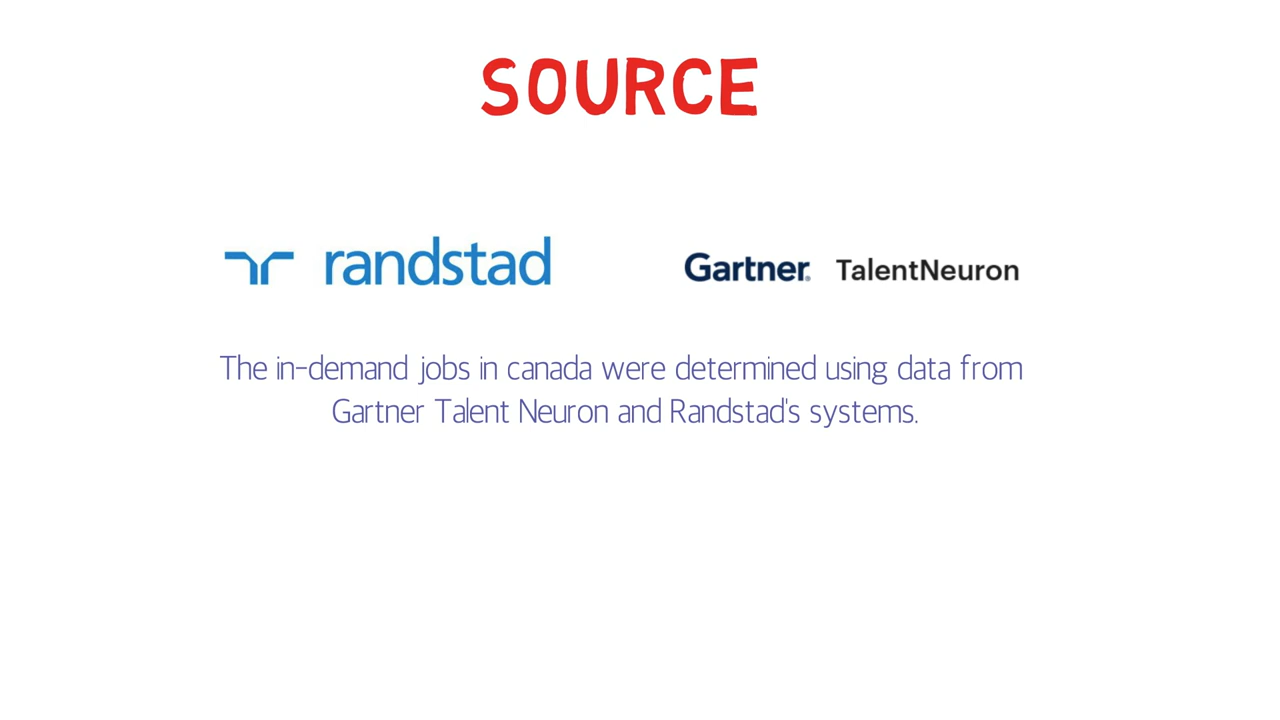 SOURCE
randstad
Gartner® TalentNeuron
The in-demand jobs in canada were determined using data from
Gartner Talent Neuron and Randstad's systems.